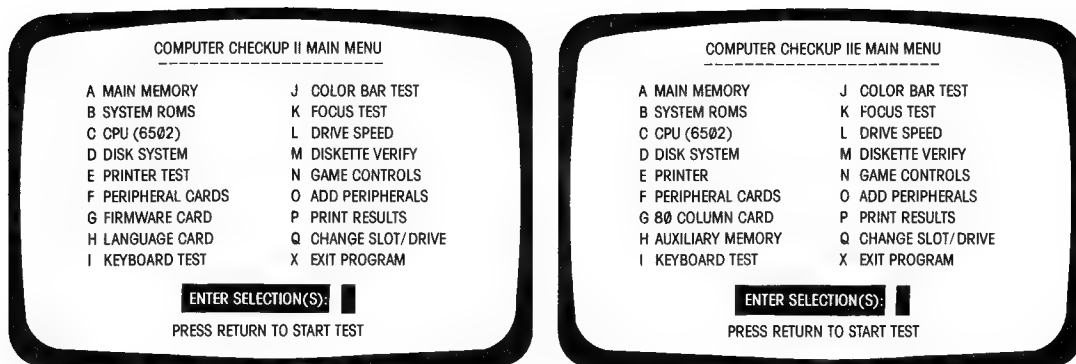 COMPUTER CHECKUP II MAIN MENU
A MAIN MEMORY
B SYSTEM ROMS
C CPU (65Ø2)
D DISK SYSTEM
E PRINTER TEST
F PERIPHERAL CARDS
G FIRMWARE CARD
H LANGUAGE CARD
I KEYBOARD TEST
J COLOR BAR TEST
K FOCUS TEST
L DRIVE SPEED
M DISKETTE VERIFY
N GAME CONTROLS
O ADD PERIPHERALS
P PRINT RESULTS
Q CHANGE SLOT/DRIVE
X EXIT PROGRAM
ENTER SELECTION(S):
PRESS RETURN TO START TEST
COMPUTER CHECKUP IIE MAIN MENU
A MAIN MEMORY
B SYSTEM ROMS
C CPU (65Ø2)
D DISK SYSTEM
E PRINTER
F PERIPHERAL CARDS
G 8Ø COLUMN CARD
H AUXILIARY MEMORY
I KEYBOARD TEST
J COLOR BAR TEST
K FOCUS TEST
L DRIVE SPEED
M DISKETTE VERIFY
N GAME CONTROLS
O ADD PERIPHERALS
P PRINT RESULTS
Q CHANGE SLOT/DRIVE
X EXIT PROGRAM
ENTER SELECTION(S):
PRESS RETURN TO START TEST